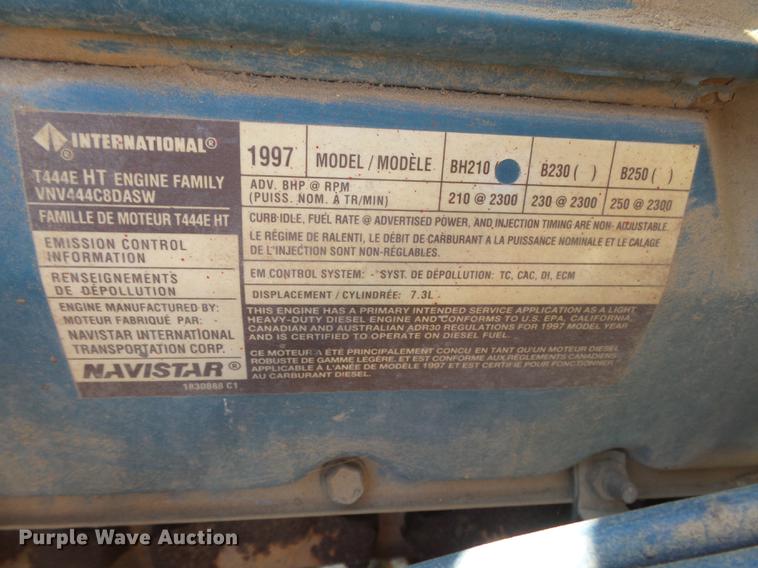 INTERNATIONAL®
T444E HT ENGINE FAMILY
VNV444C8DASW
FAMILLE DE MOTEUR T444E HT
EMISSION CONTROL
INFORMATION
RENSEIGNEMENTS
DE DÉPOLLUTION
ENGINE MANUFACTURED BY:
MOTEUR FABRIQUÉ PAR: -
NAVISTAR INTERNATIONAL
TRANSPORTATION CORP.
NAVISTAR®
1830868 C1
1997 MODEL / MODÈLE BH210 ( B230 ( ) B250 ( )
ADV. BHP @ RPM
(PUISS. NOM. À TR/MIN) 210 @ 2300 230 @ 2300 250 @ 2300
CURB IDLE, FUEL RATE @ ADVERTISED POWER, AND INJECTION TIMING ARE NON- ADJUSTABLE.
LE RÉGIME DE RALENTI, LE DÉBIT DE CARBURANT A LA PUISSANCE NOMINALE ET LE CALAGE
DE L'INJECTION SONT NON-RÉGLABLES.
EM CONTROL SYSTEM: - SYST. DE DÉPOLLUTION: TC, CAC, DI, ECM
DISPLACEMENT / CYLINDRÉE: 7.3L
THIS ENGINE HAS A PRIMARY INTENDED SERVICE APPLICATION AS A LIGHT
HEAVY-DUTY DIESEL ENGINE AND CONFORMS TO U.S. EPA, CALIFORNIA,
CANADIAN AND AUSTRALIAN ADR30 REGULATIONS FOR 1997 MODEL YEAR
AND IS CERTIFIED TO OPERATE ON DIESEL FUEL.
CE MOTEUR A ÉTÉ PRINCIPALEMENT CONCU EN TANT QU'UN MOTEUR DIESEL
ROBUSTE DE GAMME LÉGÈRE, ET EST CONFORME AUX RÉGLEMENTS CANADIENS
APPLICABLE À L'ANÉE DE MODÈLE 1997 ET EST CERTIFIÉ POUR FONCTIONNER
AU CARBURANT DIESEL.
Purple Wave Auction®